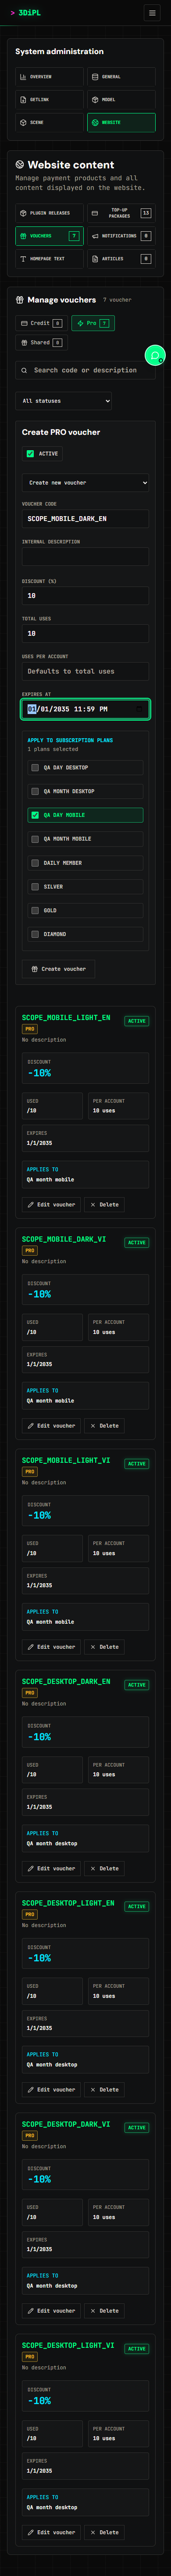 > 3DiPL
System administration
OVERVIEW
GENERAL
GETLINK
MODEL
SCENE
WEBSITE
Website content
Manage payment products and all
content displayed on the website.
PLUGIN RELEASES
TOP-UP
PACKAGES
13
VOUCHERS
7
NOTIFICATIONS
0
HOMEPAGE TEXT
ARTICLES
0
Manage vouchers 7 voucher
Credit 0
Pro 7
Shared 0
Search code or description
All statuses
Create PRO voucher
ACTIVE
Create new voucher
VOUCHER CODE
SCOPE_MOBILE_DARK_EN
INTERNAL DESCRIPTION
DISCOUNT (%)
10
TOTAL USES
10
USES PER ACCOUNT
Defaults to total uses
EXPIRES AT
01/01/2035 11:59 PM
APPLY TO SUBSCRIPTION PLANS
1 plans selected
QA DAY DESKTOP
QA MONTH DESKTOP
QA DAY MOBILE
QA MONTH MOBILE
DAILY MEMBER
SILVER
GOLD
DIAMOND
Create voucher
SCOPE_MOBILE_LIGHT_EN
ACTIVE
PRO
No description
DISCOUNT
-10%
USED
/10
PER ACCOUNT
10 uses
EXPIRES
1/1/2035
APPLIES TO
QA month mobile
Edit voucher
Delete
SCOPE_MOBILE_DARK_VI
ACTIVE
PRO
No description
DISCOUNT
-10%
USED
/10
PER ACCOUNT
10 uses
EXPIRES
1/1/2035
APPLIES TO
QA month mobile
Edit voucher
Delete
SCOPE_MOBILE_LIGHT_VI
ACTIVE
PRO
No description
DISCOUNT
-10%
USED
/10
PER ACCOUNT
10 uses
EXPIRES
1/1/2035
APPLIES TO
QA month mobile
Edit voucher
Delete
SCOPE_DESKTOP_DARK_EN
ACTIVE
PRO
No description
DISCOUNT
-10%
USED
/10
PER ACCOUNT
10 uses
EXPIRES
1/1/2035
APPLIES TO
QA month desktop
Edit voucher
Delete
SCOPE_DESKTOP_LIGHT_EN
ACTIVE
PRO
No description
DISCOUNT
-10%
USED
/10
PER ACCOUNT
10 uses
EXPIRES
1/1/2035
APPLIES TO
QA month desktop
Edit voucher
Delete
SCOPE_DESKTOP_DARK_VI
ACTIVE
PRO
No description
DISCOUNT
-10%
USED
/10
PER ACCOUNT
10 uses
EXPIRES
1/1/2035
APPLIES TO
QA month desktop
Edit voucher
Delete
SCOPE_DESKTOP_LIGHT_VI
ACTIVE
PRO
No description
DISCOUNT
-10%
USED
/10
PER ACCOUNT
10 uses
EXPIRES
1/1/2035
APPLIES TO
QA month desktop
Edit voucher
Delete